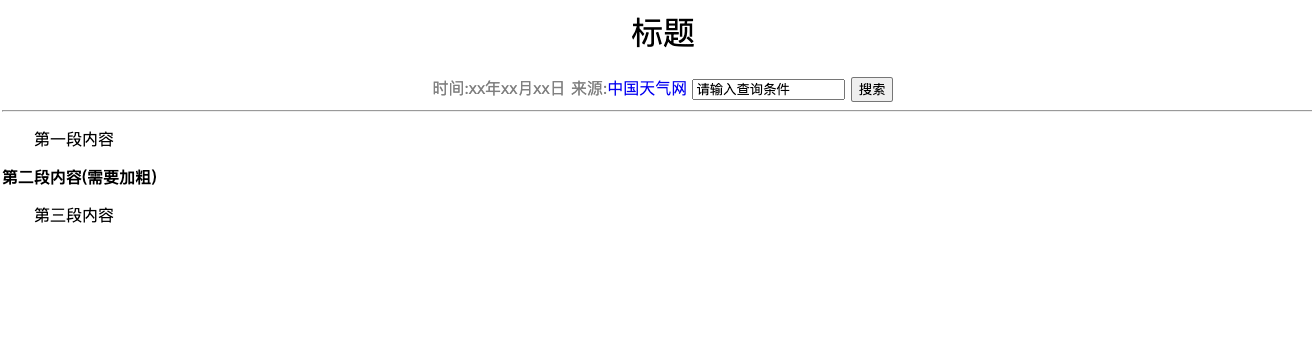 标题
时间:xx年xx月xx日 来源:中国天气网 请输入查询条件 搜索
第一段内容
第二段内容(需要加粗)
第三段内容